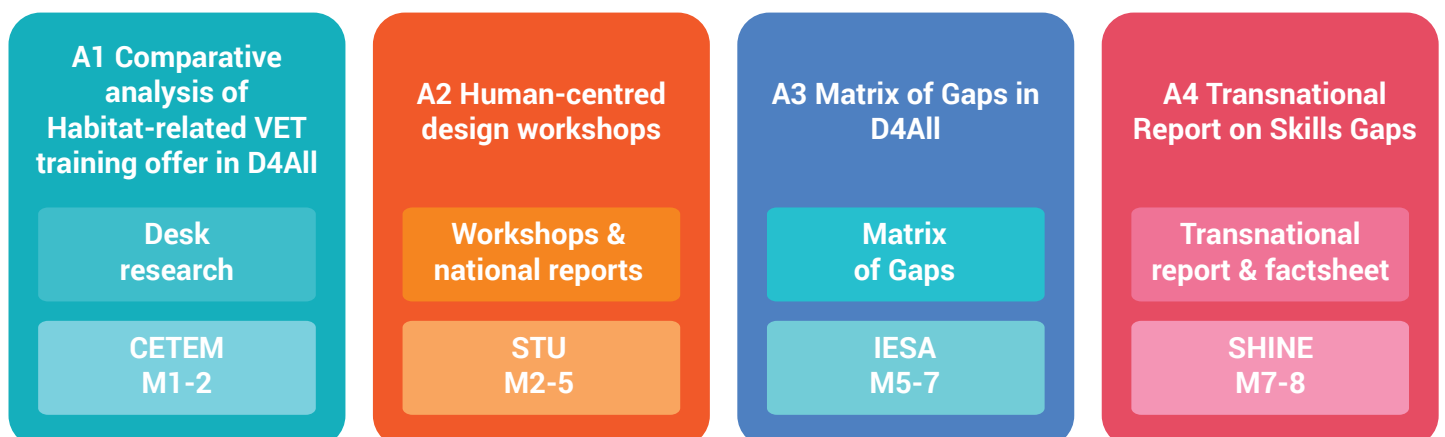 A1 Comparative
analysis of
Habitat-related VET
training offer in D4All
Desk
research
CETEM
M1-2
A2 Human-centred
design workshops
Workshops &
national reports
STU
M2-5
A3 Matrix of Gaps in
D4All
Matrix
of Gaps
IESA
M5-7
A4 Transnational
Report on Skills Gaps
Transnational
report & factsheet
SHINE
M7-8